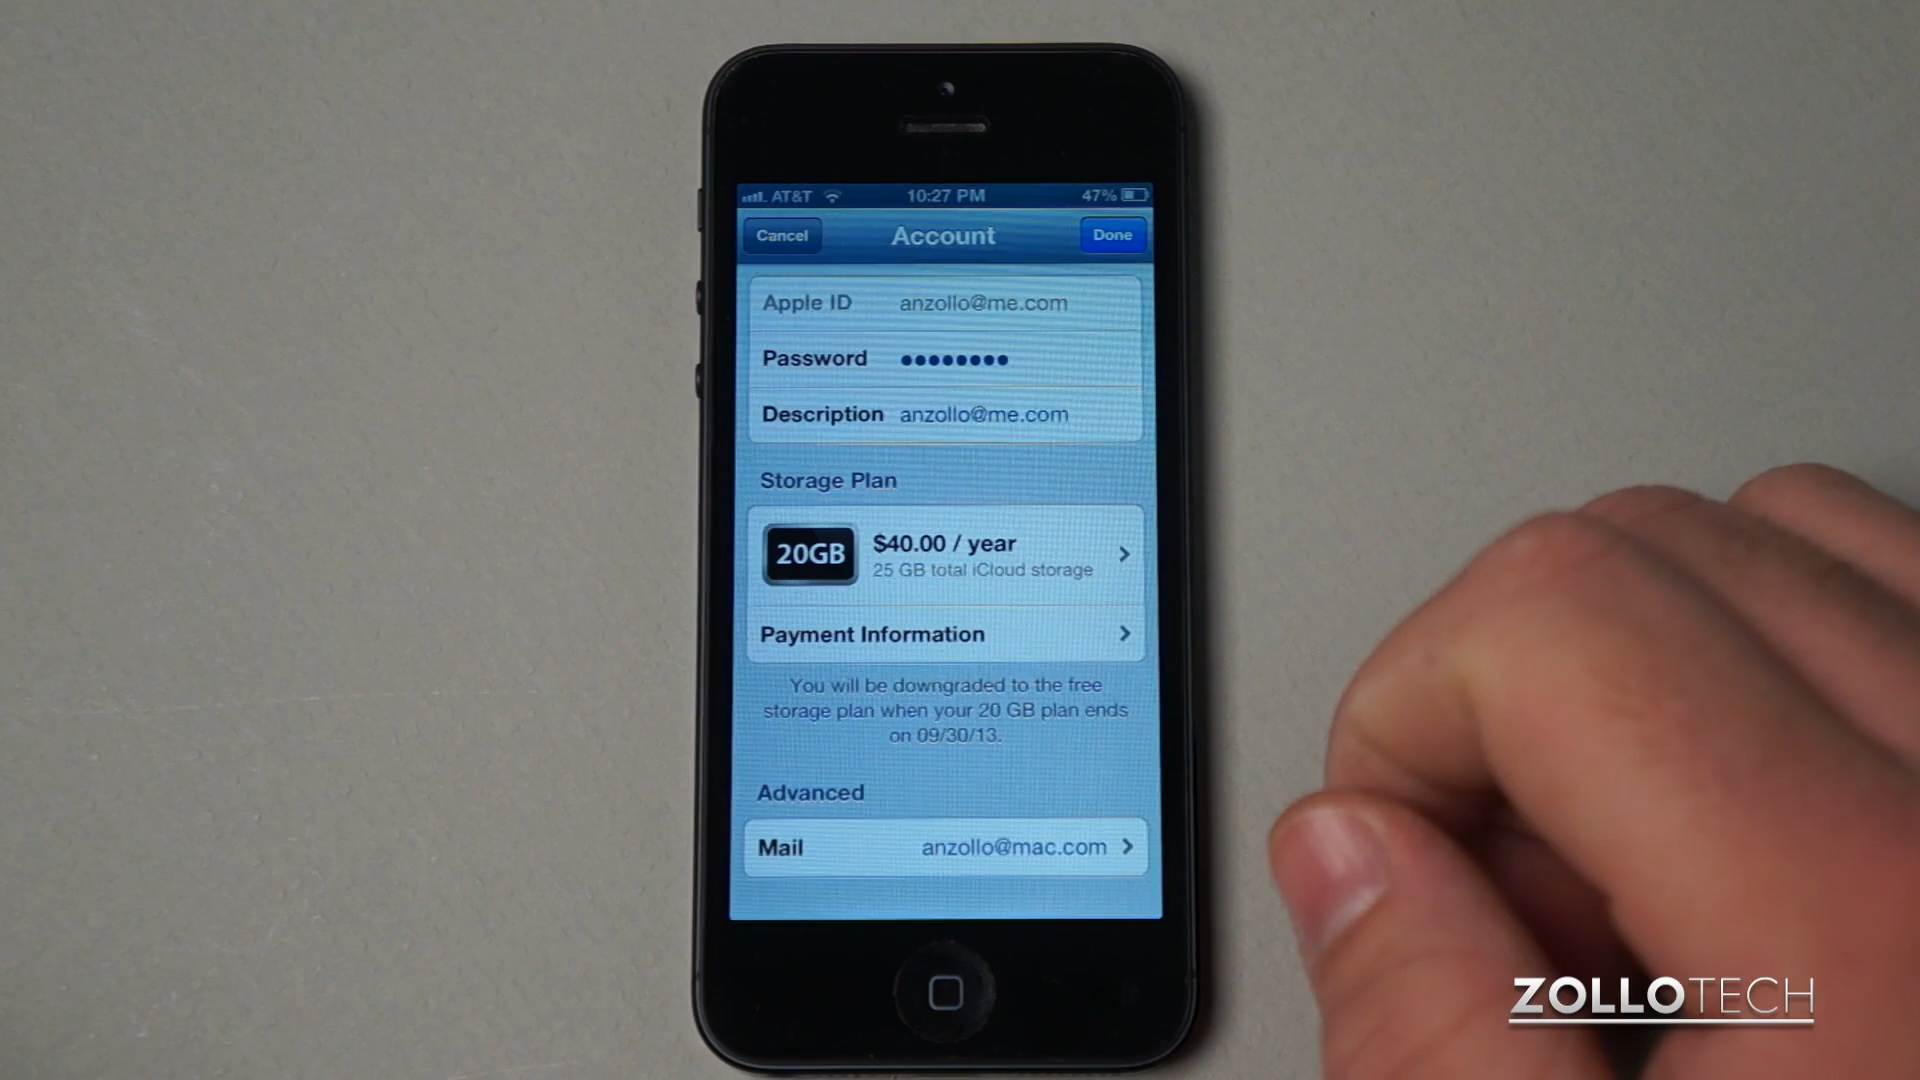 AT&T 10:27 PM 47%
Cancel Account Done
Apple ID anzollo@me.com
Password ●●●●●●●●
Description anzollo@me.com
Storage Plan
20GB $40.00 / year
25 GB total iCloud storage
Payment Information
You will be downgraded to the free
storage plan when your 20 GB plan ends
on 09/30/13.
Advanced
Mail anzollo@mac.com
ZOLLOTECH